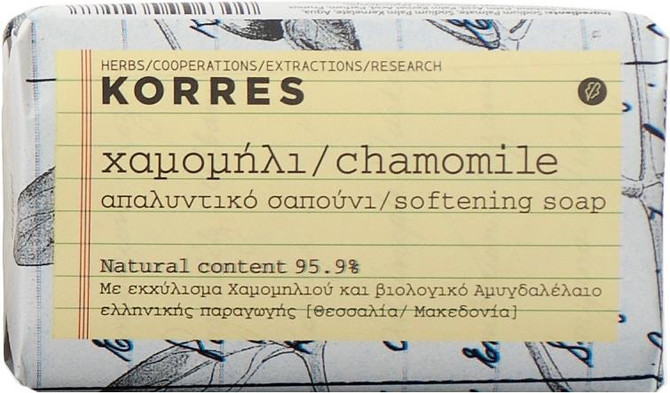 HERBS/COOPERATIONS/EXTRACTIONS/RESEARCH
KORRES
χαμομήλι/chamomile
απαλυντικό σαπούνι/softening soap
Natural content 95.9%
Με εκχύλισμα Χαμομηλιού και βιολογικό Αμυγδαλέλαιο
ελληνικής παραγωγής [Θεσσαλία/ Μακεδονία]